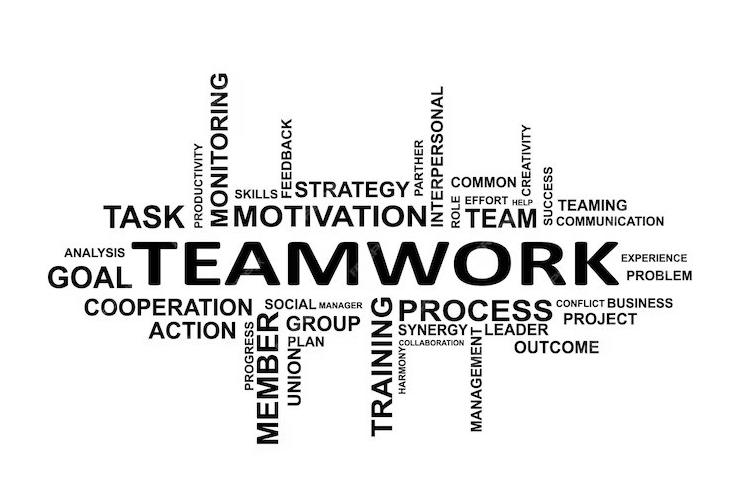 MONITORING
PRODUCTIVITY
FEEDBACK
SKILLS
STRATEGY
PARTHER
INTERPERSONAL
COMMON
CREATIVITY
ROLE
EFFORT
HELP
SUCCESS
TASK
MOTIVATION
TEAM
TEAMING
COMMUNICATION
ANALYSIS
GOAL
TEAMWORK
EXPERIENCE
PROBLEM
COOPERATION
SOCIAL
MANAGER
TRAINING
PROCESS
CONFLICT
BUSINESS
ACTION
PROGRESS
MEMBER
GROUP
PLAN
UNION
SYNERGY
LEADER
PROJECT
HARMONY
COLLABORATION
MANAGEMENT
OUTCOME